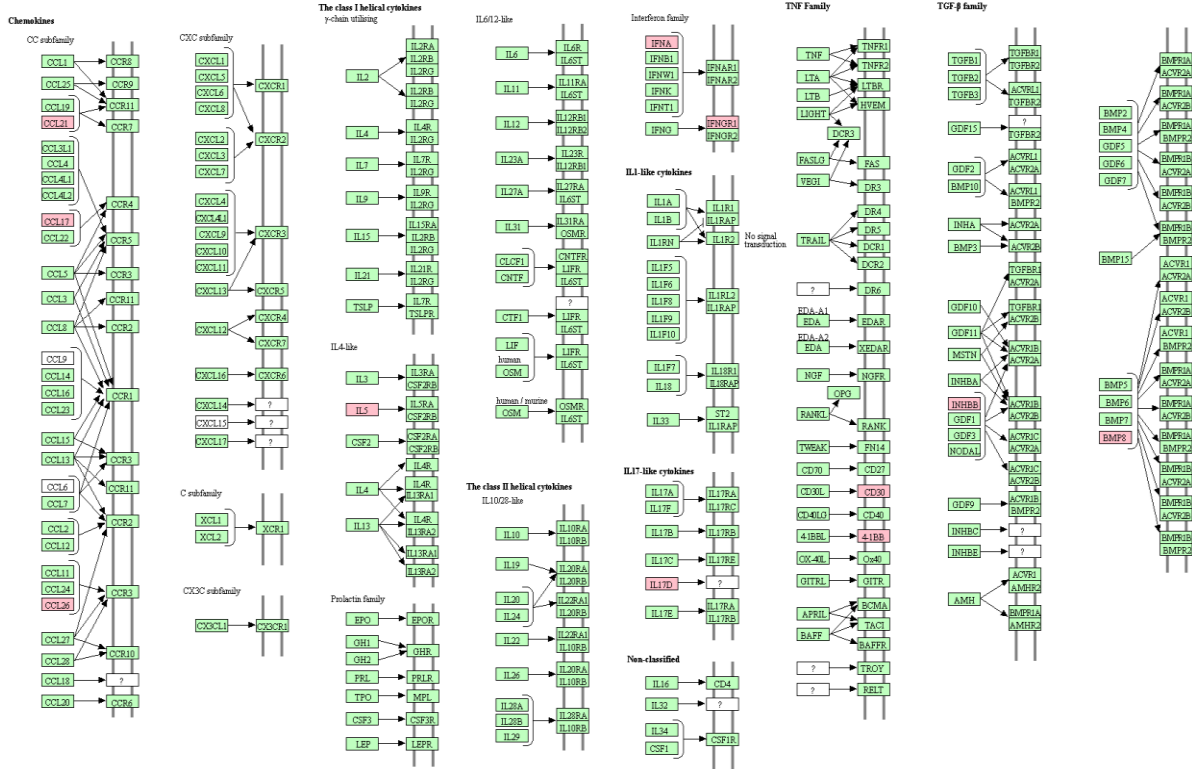 Chemokines
CC subfamily
CCL1
CCL25
CCL19
CCL21
CCR8
CCR9
CCR11
CCR7
CCL3L1
CCL4
CCL4L1
CCL4L2
CCL17
CCL22
CCR4
CCR5
CCL5
CCL3
CCL8
CCR3
CCR11
CCR2
CCL9
CCL14
CCL16
CCL23
CCR1
CCL15
CCL13
CCL6
CCL7
CCR3
CCR11
CCR2
CCL2
CCL12
CCL11
CCL24
CCL26
CCR3
CCL27
CCL28
CCR10
CCL18
?
CCL20
CCR6
CXC subfamily
CXCL1
CXCL5
CXCL6
CXCL8
CXCR1
CXCR2
CXCL2
CXCL3
CXCL7
CXCL4
CXCL4L1
CXCL9
CXCL10
CXCL11
CXCR3
CXCL13
CXCR5
CXCL12
CXCR4
CXCR7
CXCL16
CXCR6
CXCL14
?
CXCL15
?
CXCL17
?
C subfamily
XCL1
XCL2
XCR1
CX3C subfamily
CX3CL1
CX3CR1
The class I helical cytokines
γ-chain utilising
IL2
IL2RA
IL2RB
IL2RG
IL2RB
IL2RG
IL4
IL4R
IL2RG
IL7
IL7R
IL2RG
IL9
IL9R
IL2RG
IL15
IL15RA
IL2RB
IL2RG
IL21
IL21R
IL2RG
TSLP
IL7R
TSLPR
IL4-like
IL3
IL3RA
CSF2RB
IL5
IL5RA
CSF2RB
CSF2
CSF2RA
CSF2RB
IL4
IL4R
IL4R
IL13RA1
IL13
IL4R
IL13RA2
IL13RA1
IL13RA2
Prolactin family
EPO
EPOR
GH1
GH2
GHR
PRL
PRLR
TPO
MPL
CSF3
CSF3R
LEP
LEPR
IL6/12-like
IL6
IL6R
IL6ST
IL11
IL11RA
IL6ST
IL12
IL12RB1
IL12RB2
IL23A
IL23R
IL12RB1
IL27A
IL27RA
IL6ST
IL31
IL31RA
OSMR
CLCF1
CNTF
CNTFR
LIFR
IL6ST
CTF1
?
LIFR
IL6ST
LIF
human
OSM
LIFR
IL6ST
human / murine
OSM
OSMR
IL6ST
The class II helical cytokines
IL10/28-like
IL10
IL10RA
IL10RB
IL19
IL20RA
IL20RB
IL20
IL24
IL22RA1
IL20RB
IL22
IL22RA1
IL10RB
IL26
IL20RA
IL10RB
IL28A
IL28B
IL29
IL28RA
IL10RB
Interferon family
IFNA
IFNB1
IFNW1
IFNK
IFNT1
IFNAR1
IFNAR2
IFNG
IFNGR1
IFNGR2
IL1-like cytokines
IL1A
IL1B
IL1RN
IL1R1
IL1RAP
IL1R2
No signal
transduction
IL1F5
IL1F6
IL1F8
IL1F9
IL1F10
IL1RL2
IL1RAP
IL1F7
IL18
IL18R1
IL18RAP
IL33
ST2
IL1RAP
IL17-like cytokines
IL17A
IL17F
IL17RA
IL17RC
IL17B
IL17RB
IL17C
IL17RE
IL17D
?
IL17E
IL17RA
IL17RB
Non-classified
IL16
CD4
IL32
?
IL34
CSF1
CSF1R
TNF Family
TNF
LTA
LTB
LIGHT
TNFR1
TNFR2
LTBR
HVEM
DCR3
FASLG
VEGI
FAS
DR3
TRAIL
DR4
DR5
DCR1
DCR2
?
DR6
EDA-A1
EDA
EDAR
EDA-A2
EDA
XEDAR
NGF
NGFR
OPG
RANKL
RANK
TWEAK
FN14
CD70
CD27
CD30L
CD30
CD40LG
CD40
4-1BBL
4-1BB
OX-40L
Ox40
GITRL
GITR
APRIL
BAFF
BCMA
TACI
BAFFR
?
TROY
?
RELT
TGF-β family
TGFB1
TGFB2
TGFB3
TGFBR1
TGFBR2
ACVRL1
TGFBR2
GDF15
?
TGFBR2
GDF2
BMP10
ACVRL1
ACVR2A
ACVRL1
BMPR2
INHA
ACVR2A
BMP3
ACVR2B
GDF10
GDF11
MSTN
INHBA
TGFBR1
ACVR2A
TGFBR1
ACVR2B
ACVR1B
ACVR2A
INHBB
GDF1
GDF3
NODAL
ACVR1B
ACVR2B
ACVR1C
ACVR2A
ACVR1C
ACVR2B
GDF9
ACVR1B
BMPR2
INHBC
?
INHBE
?
AMH
ACVR1
AMHR2
BMPR1A
AMHR2
BMP2
BMP4
GDF5
GDF6
GDF7
BMPR1A
ACVR2A
BMPR1A
ACVR2B
BMPR1A
BMPR2
BMPR1B
ACVR2A
BMPR1B
ACVR2B
BMPR1B
BMPR2
BMP15
ACVR1
ACVR2A
ACVR1
ACVR2B
ACVR1
BMPR2
BMP5
BMP6
BMP7
BMP8
BMPR1A
ACVR2A
BMPR1A
ACVR2B
BMPR1A
BMPR2
BMPR1B
ACVR2A
BMPR1B
ACVR2B
BMPR1B
BMPR2